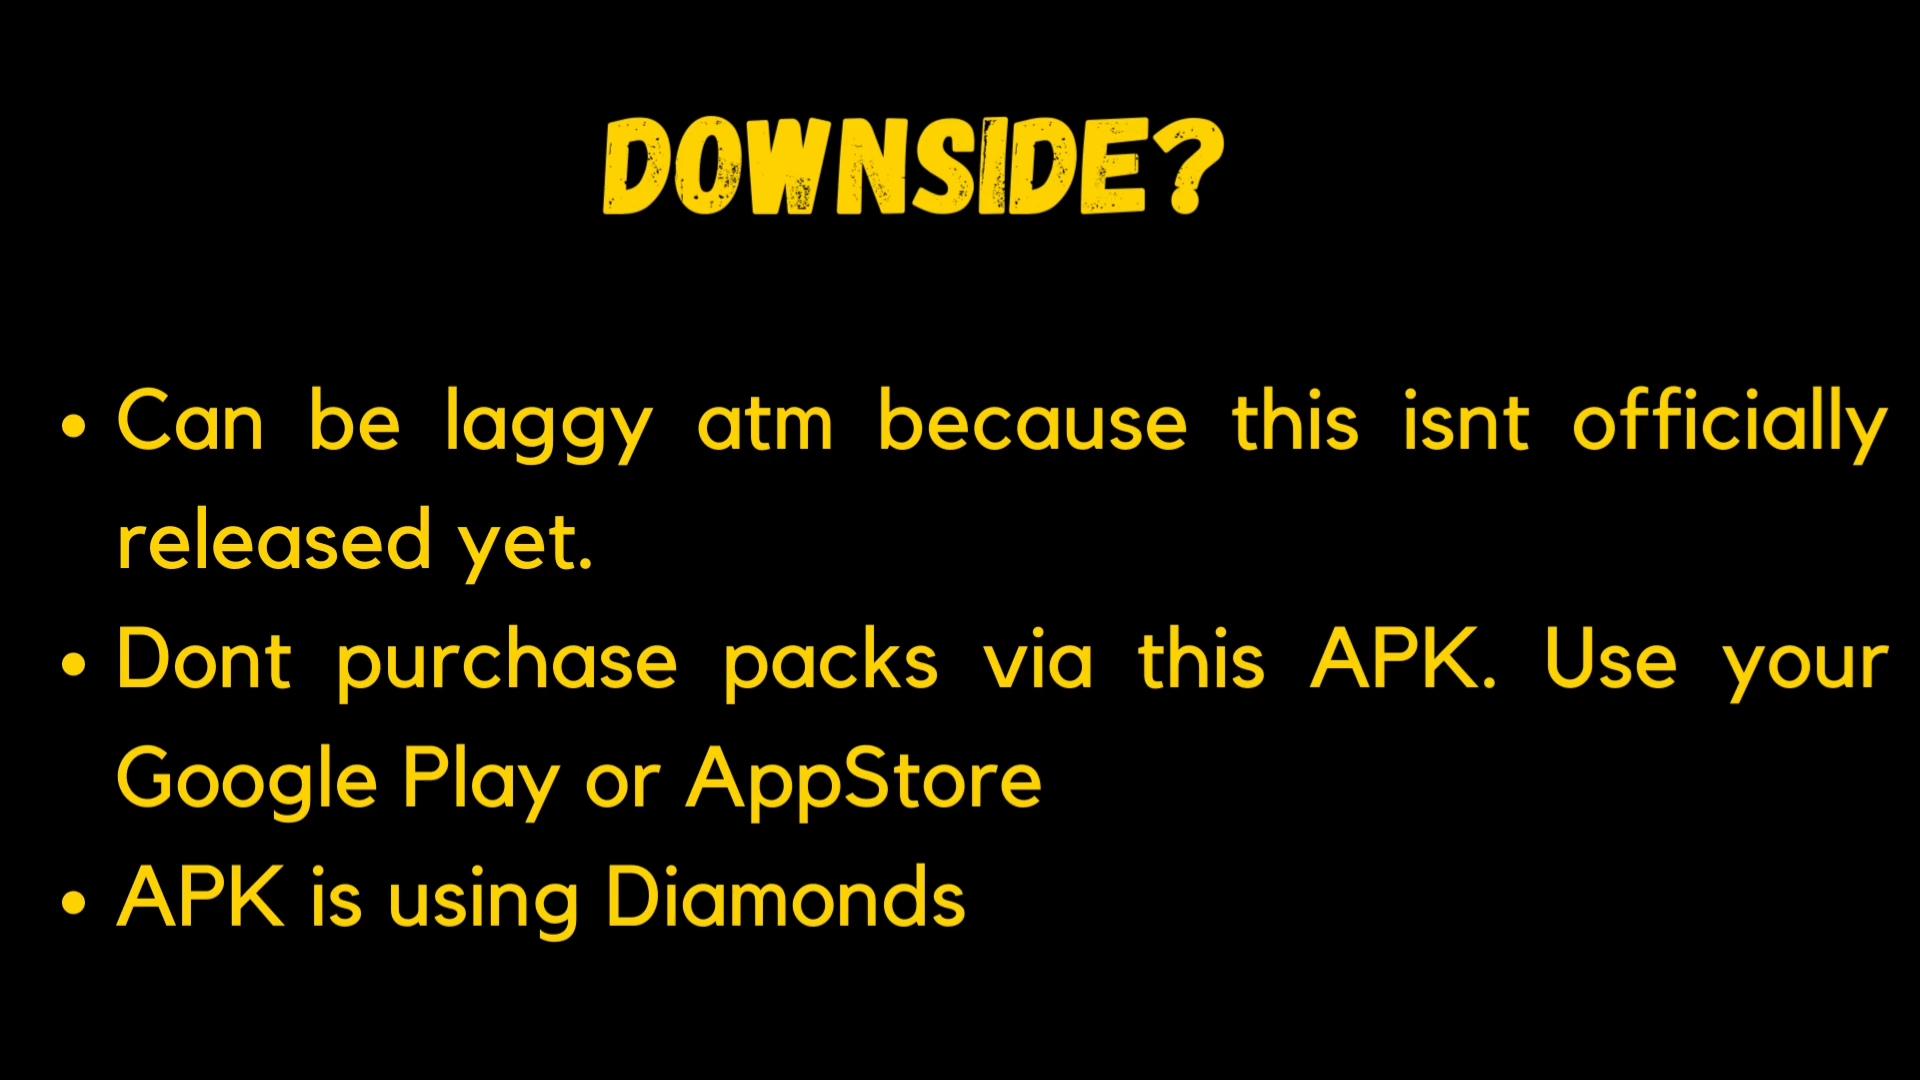 DOWNSIDE?
• Can be laggy atm because this isnt officially
released yet.
• Dont purchase packs via this APK. Use your
Google Play or AppStore
• APK is using Diamonds